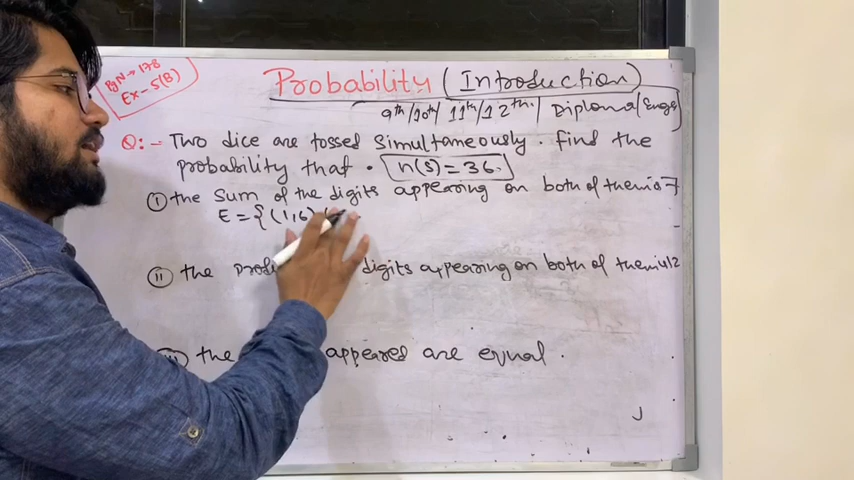 PgN → 178
Ex - 5(B)
Probability (Introduction)
9th/10th/11th/12th/Diploma/Engg
Q:- Two dice are tossed simultaneously. Find the
probability that. n(s) = 36.
(i) the sum of the digits appearing on both of them is 7
E = {(1,6) (
(ii) the digits appearing on both of them is 12
(iii) the appeared are equal.